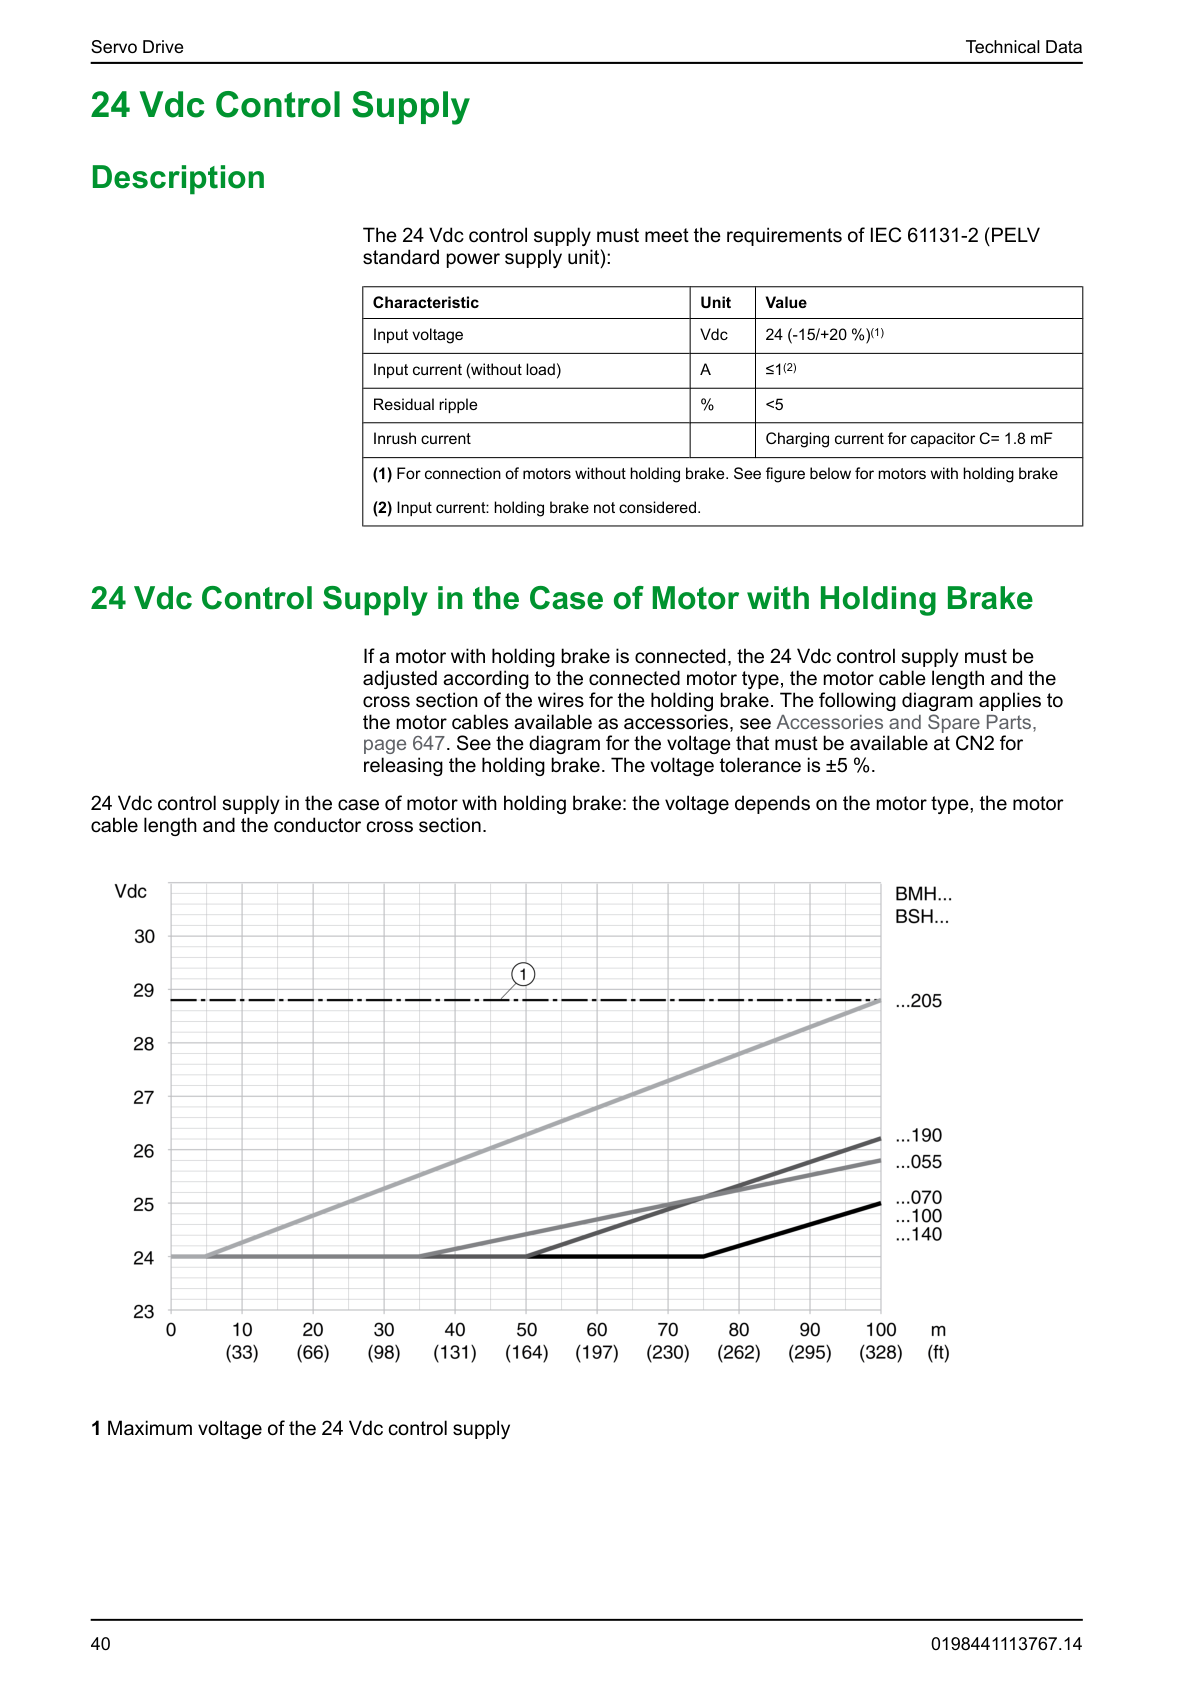 Servo Drive Technical Data
24 Vdc Control Supply
Description
The 24 Vdc control supply must meet the requirements of IEC 61131-2 (PELV
standard power supply unit):
Characteristic Unit Value
Input voltage Vdc 24 (-15/+20 %)(1)
Input current (without load) A ≤1(2)
Residual ripple % <5
Inrush current Charging current for capacitor C= 1.8 mF
(1) For connection of motors without holding brake. See figure below for motors with holding brake
(2) Input current: holding brake not considered.
24 Vdc Control Supply in the Case of Motor with Holding Brake
If a motor with holding brake is connected, the 24 Vdc control supply must be
adjusted according to the connected motor type, the motor cable length and the
cross section of the wires for the holding brake. The following diagram applies to
the motor cables available as accessories, see Accessories and Spare Parts,
page 647. See the diagram for the voltage that must be available at CN2 for
releasing the holding brake. The voltage tolerance is ±5 %.
24 Vdc control supply in the case of motor with holding brake: the voltage depends on the motor type, the motor
cable length and the conductor cross section.
Vdc
BMH...
BSH...
30
1
29
...205
28
27
26
...190
...055
25
...070
...100
...140
24
23
0 10 20 30 40 50 60 70 80 90 100 m
(33) (66) (98) (131) (164) (197) (230) (262) (295) (328) (ft)
1 Maximum voltage of the 24 Vdc control supply
40 0198441113767.14